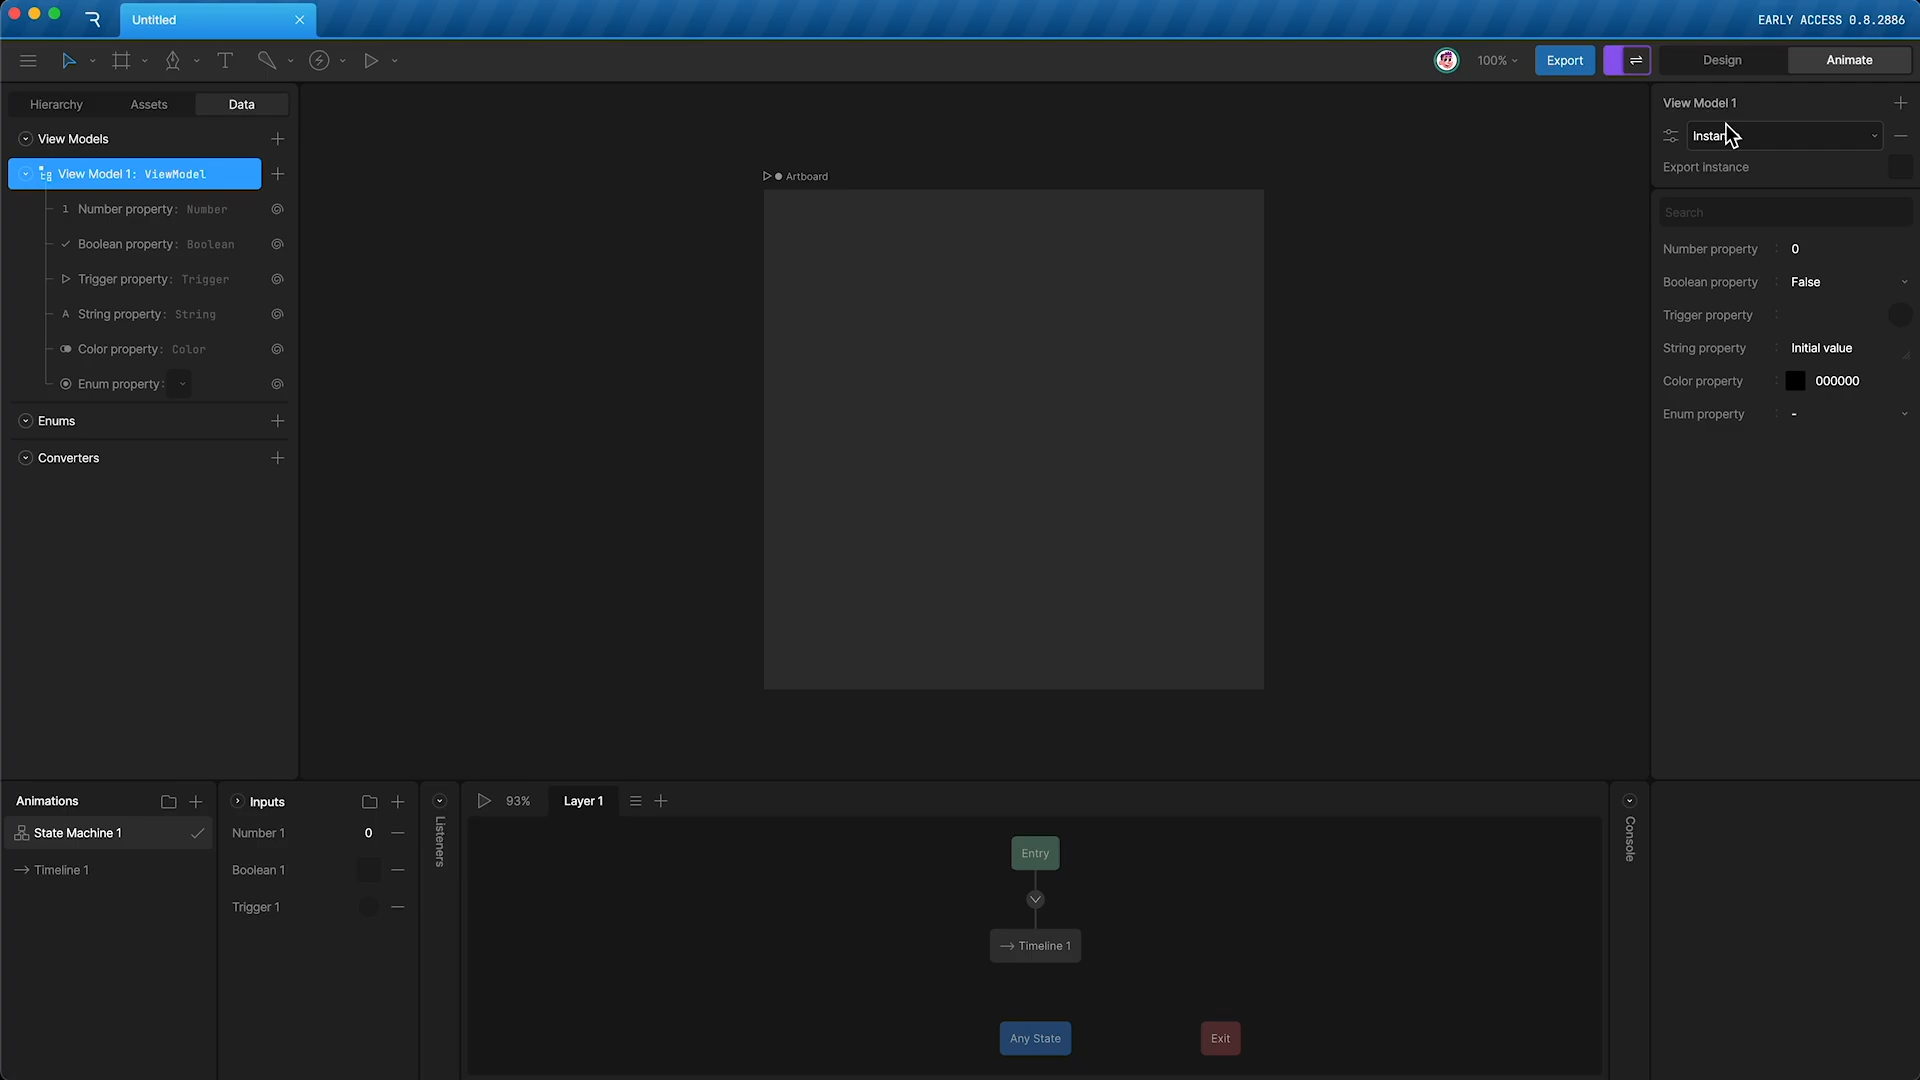 Untitled
EARLY ACCESS 0.8.2886
100%
Export
Design
Animate
Hierarchy
Assets
Data
View Models
View Model 1: ViewModel
1 Number property: Number
Boolean property: Boolean
Trigger property: Trigger
A String property: String
Color property: Color
Enum property:
Enums
Converters
Artboard
View Model 1
Export instance
Search
Number property : 0
Boolean property : False
Trigger property :
String property : Initial value
Color property : 000000
Enum property : -
Animations
State Machine 1
Timeline 1
Inputs
Number 1 0
Boolean 1
Trigger 1
Listeners
93%
Layer 1
Entry
Timeline 1
Any State
Exit
Console